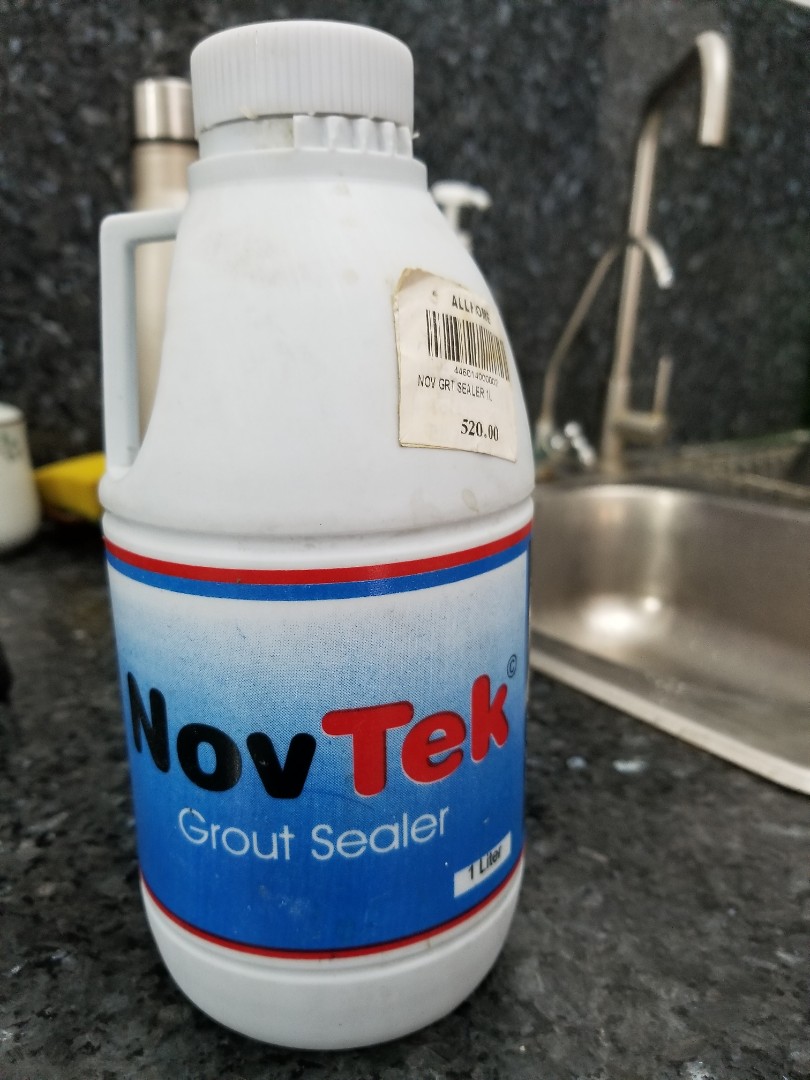 ALLHOME
NOV GRT SEALER 1L
520.00
NovTek©
Grout Sealer
1 Liter